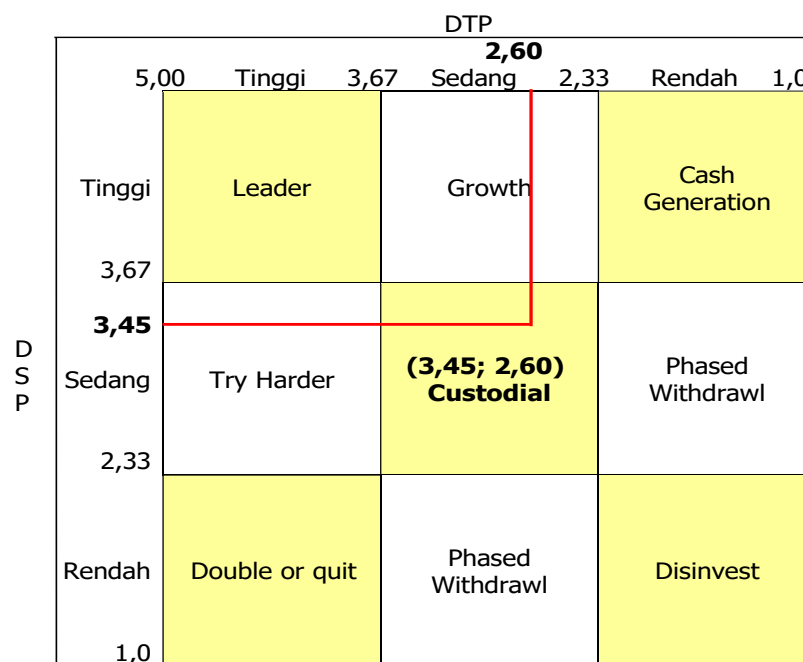 DTP
2,60
5,00 Tinggi 3,67 Sedang 2,33 Rendah 1,0
Tinggi
Leader
Growth
Cash
Generation
3,67
3,45
D
S
P
Sedang
Try Harder
(3,45; 2,60)
Custodial
Phased
Withdrawl
2,33
Rendah
Double or quit
Phased
Withdrawl
Disinvest
1,0